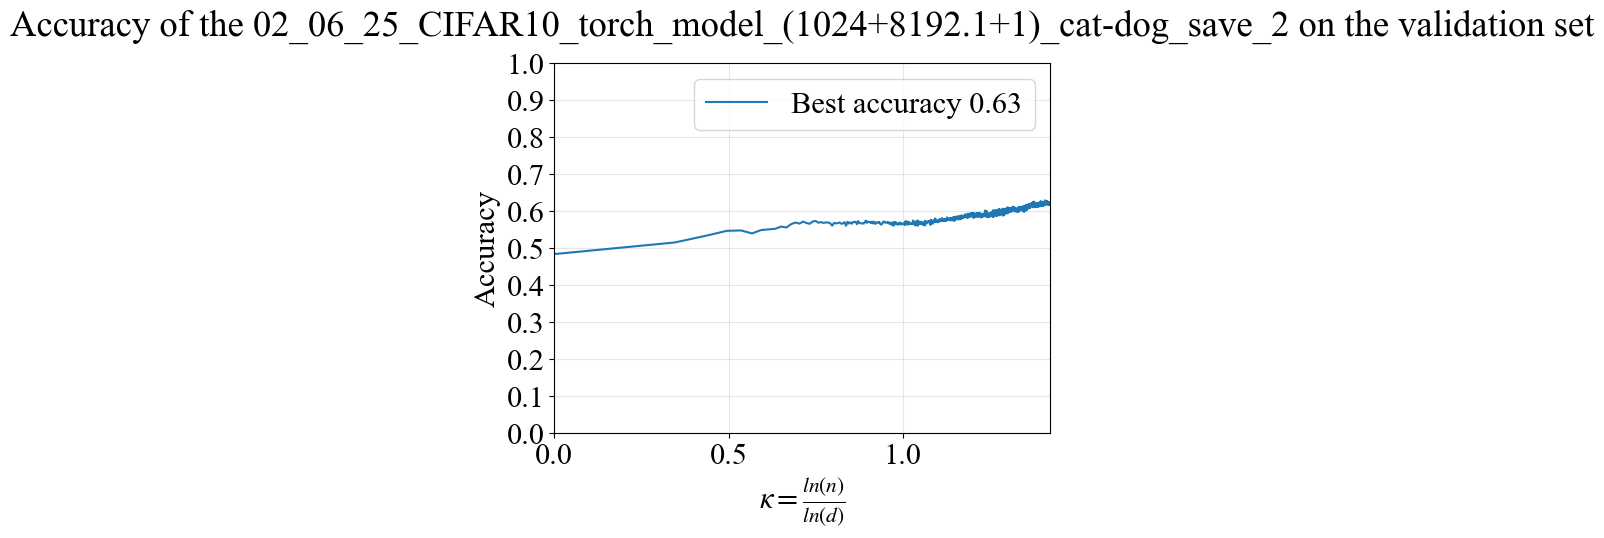 Accuracy of the 02_06_25_CIFAR10_torch_model_(1024+8192.1+1)_cat-dog_save_2 on the validation set
Best accuracy 0.63
Accuracy
1.0
0.9
0.8
0.7
0.6
0.5
0.4
0.3
0.2
0.1
0.0
0.0 0.5 1.0
κ = ln(n) / ln(d)